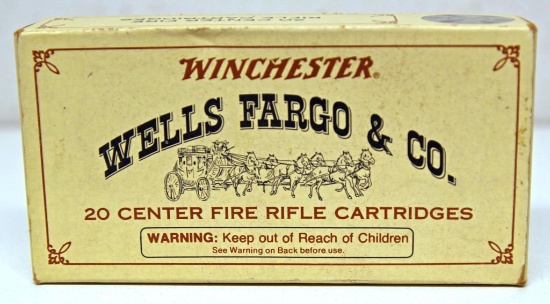 WINCHESTER®
WELLS FARGO & CO.
20 CENTER FIRE RIFLE CARTRIDGES
WARNING: Keep out of Reach of Children
See Warning on Back before use.